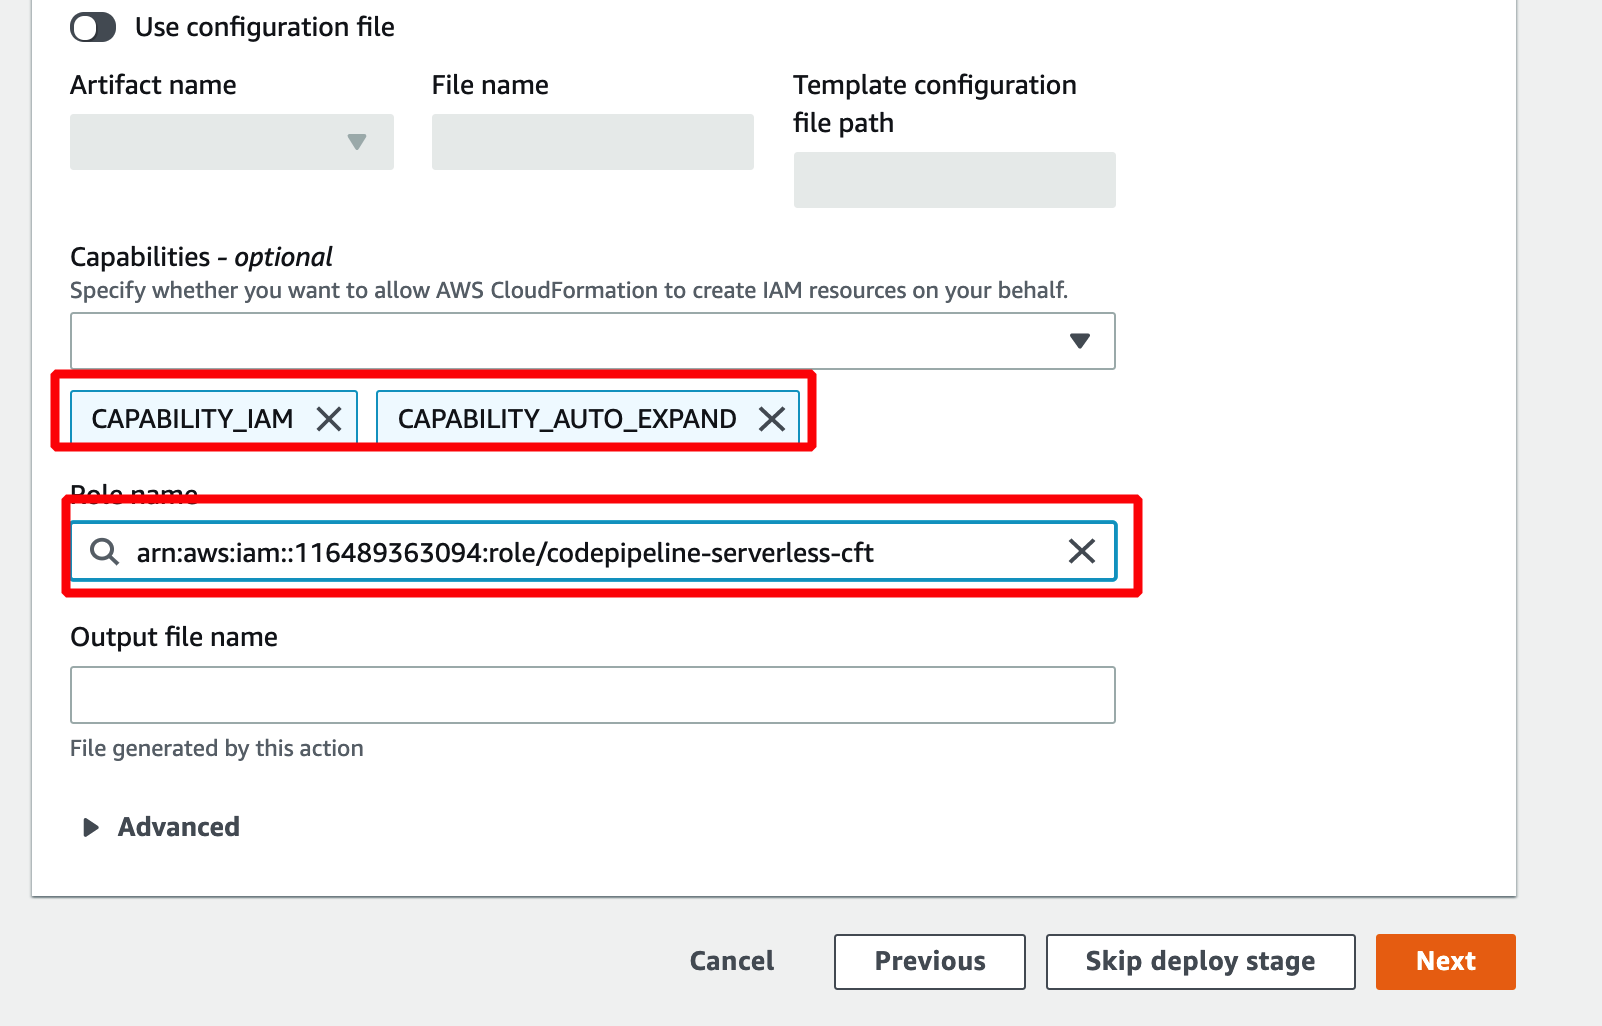 Use configuration file
Artifact name
File name
Template configuration
file path
Capabilities - optional
Specify whether you want to allow AWS CloudFormation to create IAM resources on your behalf.
CAPABILITY_IAM
CAPABILITY_AUTO_EXPAND
Role name
arn:aws:iam::116489363094:role/codepipeline-serverless-cft
Output file name
File generated by this action
Advanced
Cancel
Previous
Skip deploy stage
Next